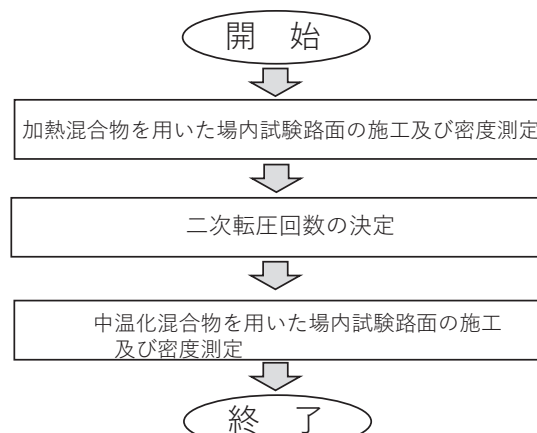 開　始
加熱混合物を用いた場内試験路面の施工及び密度測定
二次転圧回数の決定
中温化混合物を用いた場内試験路面の施工
及び密度測定
終　了